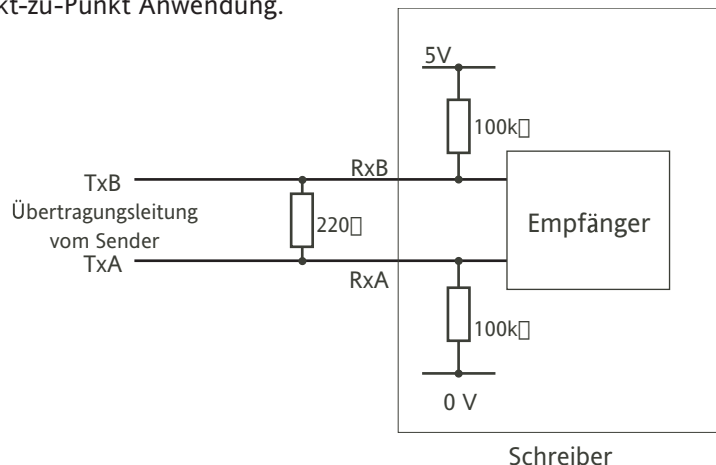 kt-zu-Punkt Anwendung.
5V
100k▯
RxB
TxB
Übertragungsleitung
vom Sender
220▯
Empfänger
TxA
RxA
100k▯
0 V
Schreiber